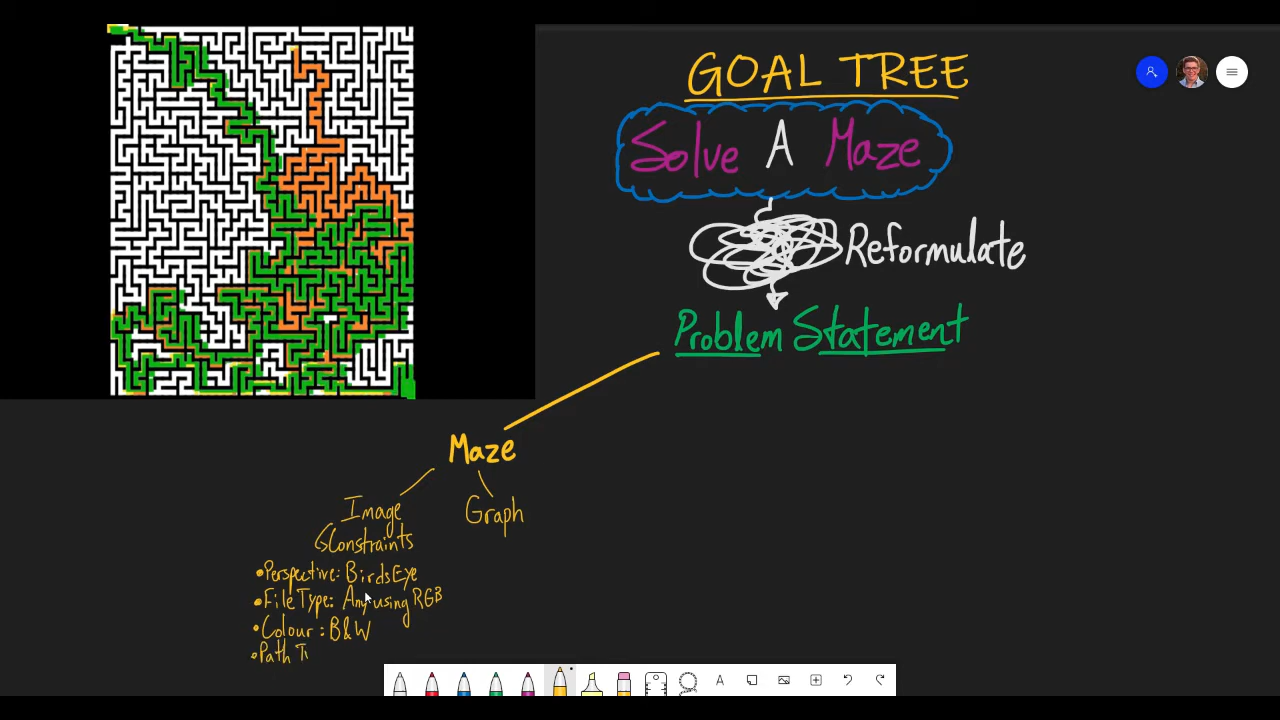 GOAL TREE
Solve A Maze
Reformulate
Problem Statement
Maze
Image
Constraints
Graph
•Perspective: BirdsEye
•File Type: Any using RGB
•Colour: B&W
•Path T
A